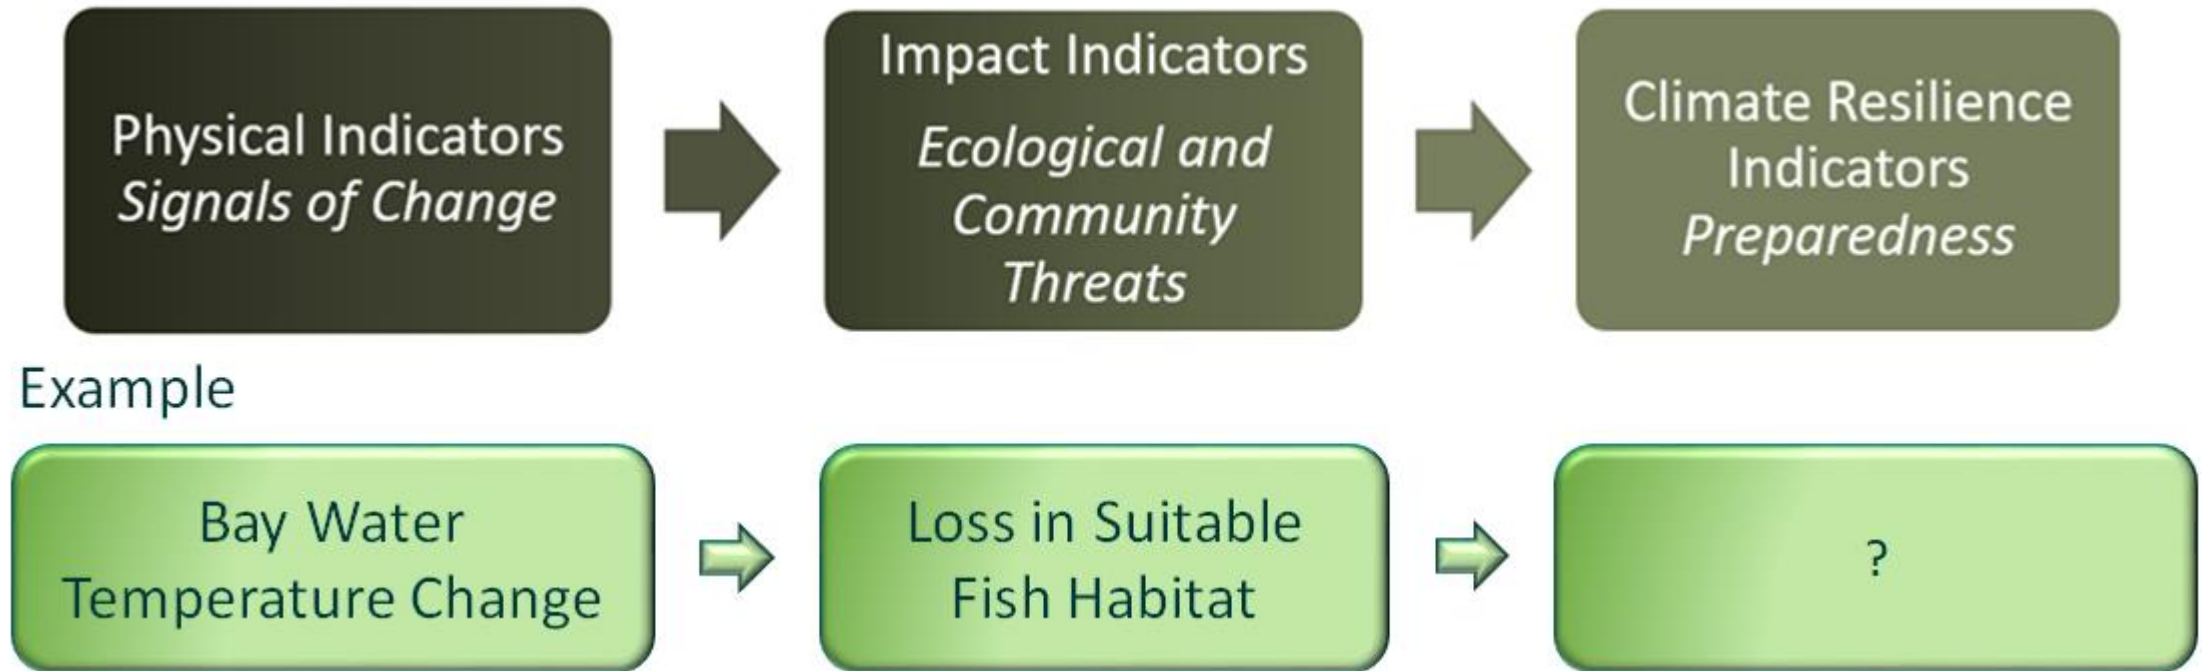 Physical Indicators
Signals of Change
Impact Indicators
Ecological and
Community
Threats
Climate Resilience
Indicators
Preparedness
Example
Bay Water
Temperature Change
Loss in Suitable
Fish Habitat
?